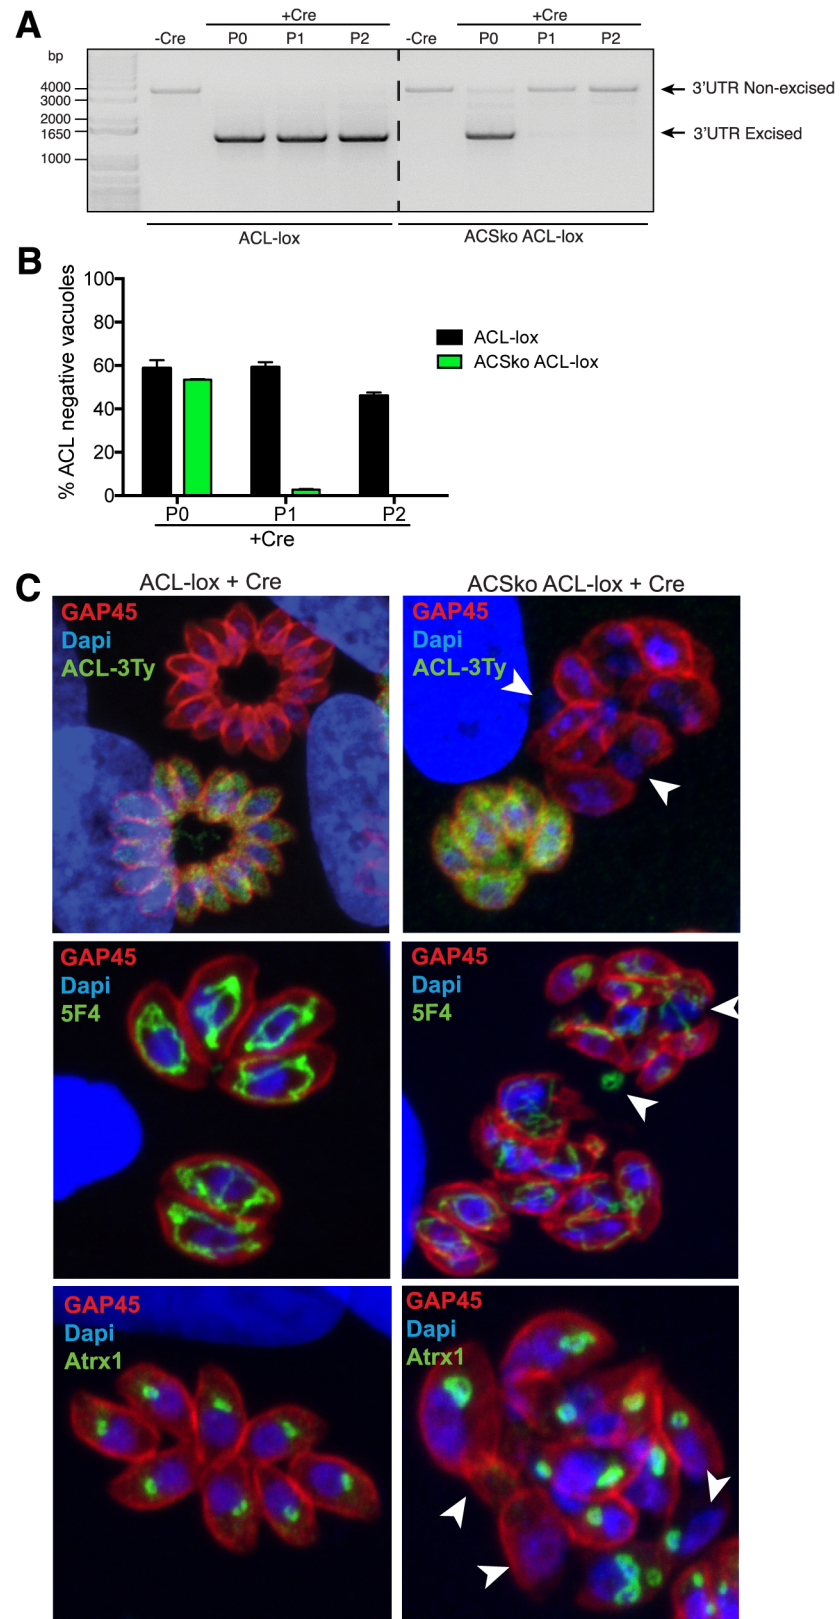 A
+Cre
+Cre
-Cre P0 P1 P2 -Cre P0 P1 P2
bp
4000
3000
2000
1650
1000
3'UTR Non-excised
3'UTR Excised
ACL-lox
ACSko ACL-lox
B
% ACL negative vacuoles
100
80
60
40
20
0
ACL-lox
ACSko ACL-lox
P0 P1 P2
+Cre
C
ACL-lox + Cre
ACSko ACL-lox + Cre
GAP45
Dapi
ACL-3Ty
GAP45
Dapi
ACL-3Ty
GAP45
Dapi
5F4
GAP45
Dapi
5F4
GAP45
Dapi
Atrx1
GAP45
Dapi
Atrx1